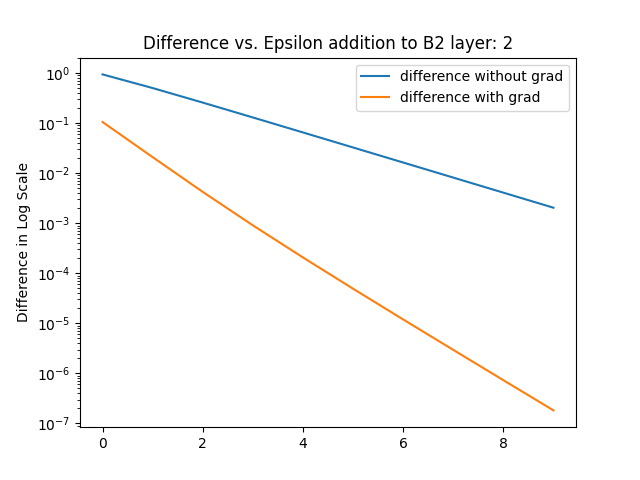 Difference vs. Epsilon addition to B2 layer: 2
difference without grad
difference with grad
Difference in Log Scale
10⁰
10⁻¹
10⁻²
10⁻³
10⁻⁴
10⁻⁵
10⁻⁶
10⁻⁷
0 2 4 6 8